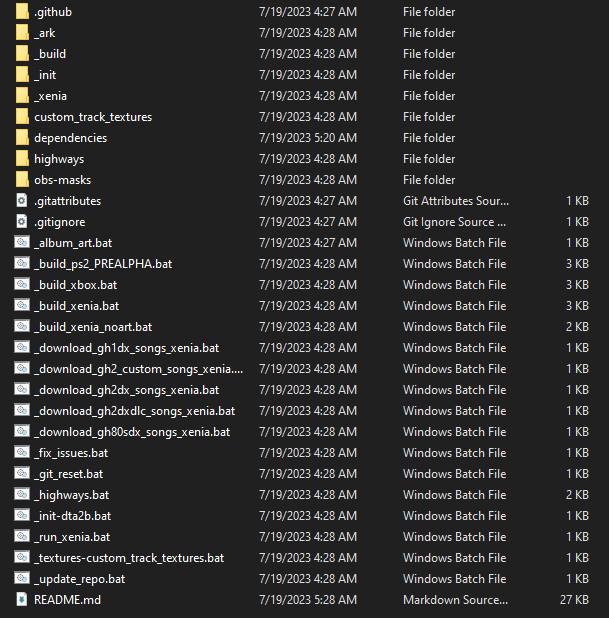 .github 7/19/2023 4:27 AM File folder
_ark 7/19/2023 4:28 AM File folder
_build 7/19/2023 4:28 AM File folder
_init 7/19/2023 4:28 AM File folder
_xenia 7/19/2023 4:28 AM File folder
custom_track_textures 7/19/2023 4:28 AM File folder
dependencies 7/19/2023 5:20 AM File folder
highways 7/19/2023 4:28 AM File folder
obs-masks 7/19/2023 4:28 AM File folder
.gitattributes 7/19/2023 4:27 AM Git Attributes Sour... 1 KB
.gitignore 7/19/2023 4:27 AM Git Ignore Source ... 1 KB
_album_art.bat 7/19/2023 4:27 AM Windows Batch File 1 KB
_build_ps2_PREALPHA.bat 7/19/2023 4:28 AM Windows Batch File 3 KB
_build_xbox.bat 7/19/2023 4:28 AM Windows Batch File 3 KB
_build_xenia.bat 7/19/2023 4:28 AM Windows Batch File 3 KB
_build_xenia_noart.bat 7/19/2023 4:28 AM Windows Batch File 2 KB
_download_gh1dx_songs_xenia.bat 7/19/2023 4:28 AM Windows Batch File 1 KB
_download_gh2_custom_songs_xenia.... 7/19/2023 4:28 AM Windows Batch File 1 KB
_download_gh2dx_songs_xenia.bat 7/19/2023 4:28 AM Windows Batch File 1 KB
_download_gh2dxdlc_songs_xenia.bat 7/19/2023 4:28 AM Windows Batch File 1 KB
_download_gh80sdx_songs_xenia.bat 7/19/2023 4:28 AM Windows Batch File 1 KB
_fix_issues.bat 7/19/2023 4:28 AM Windows Batch File 1 KB
_git_reset.bat 7/19/2023 4:28 AM Windows Batch File 1 KB
_highways.bat 7/19/2023 4:28 AM Windows Batch File 2 KB
_init-dta2b.bat 7/19/2023 4:28 AM Windows Batch File 1 KB
_run_xenia.bat 7/19/2023 4:28 AM Windows Batch File 1 KB
_textures-custom_track_textures.bat 7/19/2023 4:28 AM Windows Batch File 1 KB
_update_repo.bat 7/19/2023 4:28 AM Windows Batch File 1 KB
README.md 7/19/2023 5:28 AM Markdown Source... 27 KB